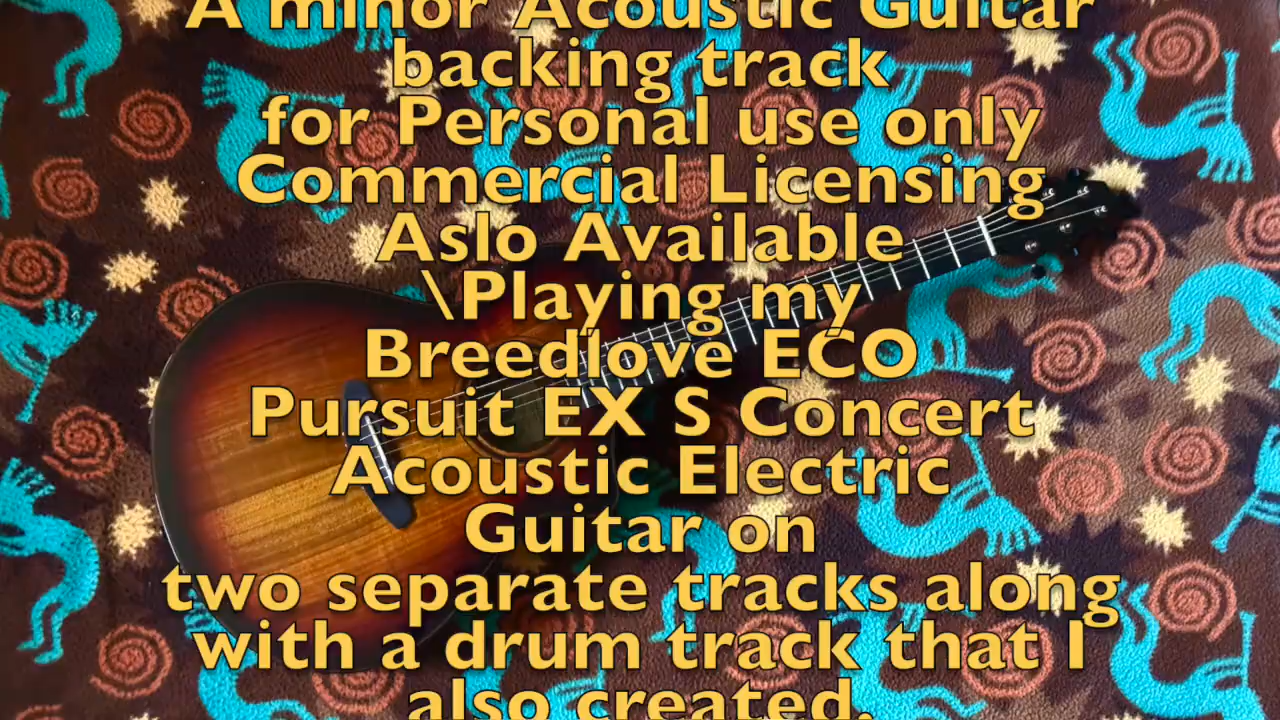 A minor Acoustic Guitar
backing track
for Personal use only
Commercial Licensing
Aslo Available
\Playing my
Breedlove ECO
Pursuit EX S Concert
Acoustic Electric
Guitar on
two separate tracks along
with a drum track that I
also created.